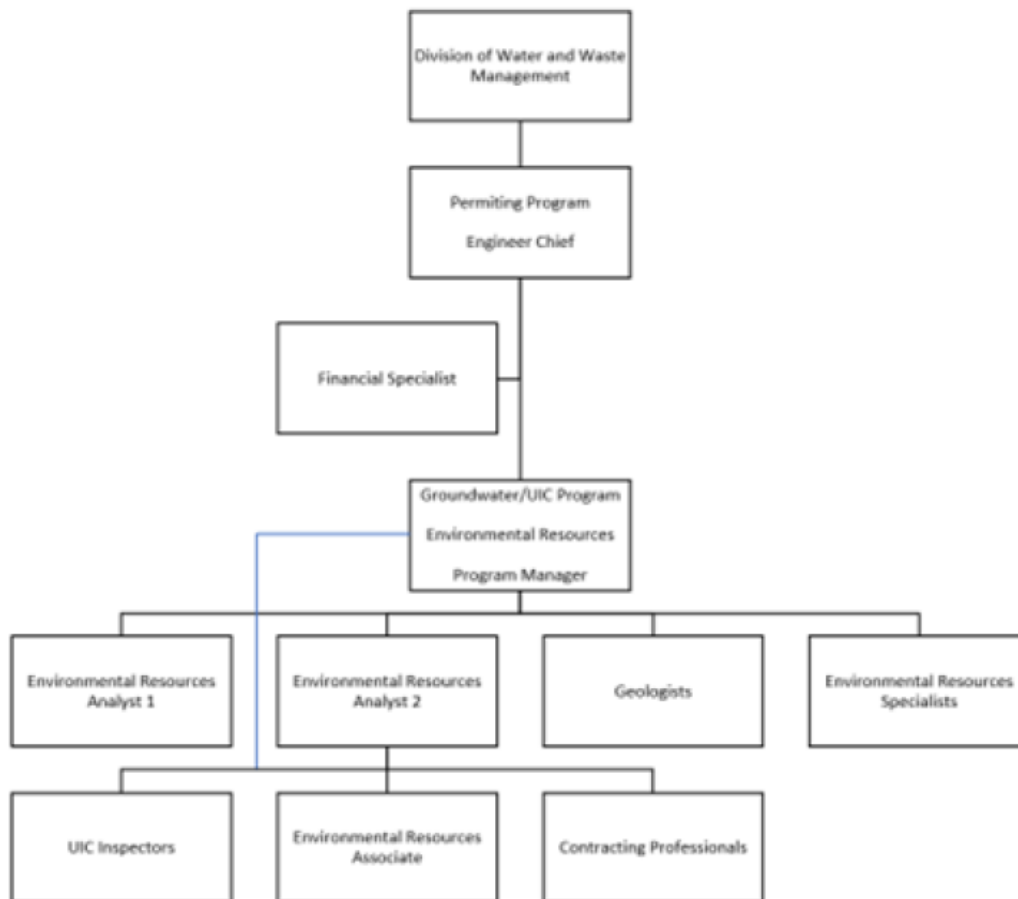 Division of Water and Waste
Management
Permiting Program
Engineer Chief
Financial Specialist
Groundwater/UIC Program
Environmental Resources
Program Manager
Environmental Resources
Analyst 1
Environmental Resources
Analyst 2
Geologists
Environmental Resources
Specialists
UIC Inspectors
Environmental Resources
Associate
Contracting Professionals